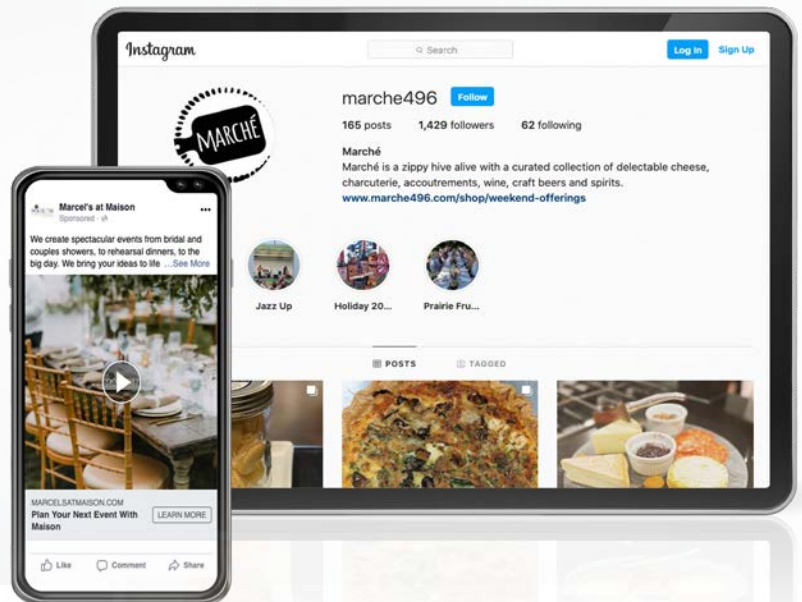 Instagram
Search
Log In
Sign Up
MARCHÉ
marche496
Follow
165 posts 1,429 followers 62 following
Marché
Marché is a zippy hive alive with a curated collection of delectable cheese,
charcuterie, accoutrements, wine, craft beers and spirits.
www.marche496.com/shop/weekend-offerings
Jazz Up
Holiday 20...
Prairie Fru...
POSTS
TAGGED
Marcel's at Maison
Sponsored
We create spectacular events from bridal and
couples showers, to rehearsal dinners, to the
big day. We bring your ideas to life ...See More
MARCELSATMAISON.COM
Plan Your Next Event With
Maison
LEARN MORE
Like
Comment
Share